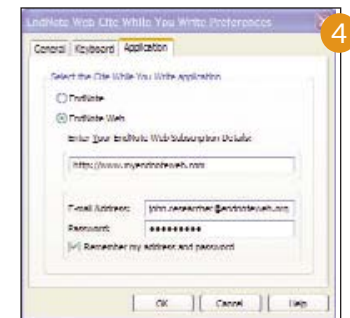 EndNote Web Cite While You Write Preferences
4
General Keyboard Application
Select the Cite While You Write application
EndNote
EndNote Web
Enter Your EndNote Web Subscription Details:
http://www.myendnoteweb.com
E-mail Address: john.researcher@endnoteweb.org
Password: •••••••••
Remember my address and password
OK Cancel Help